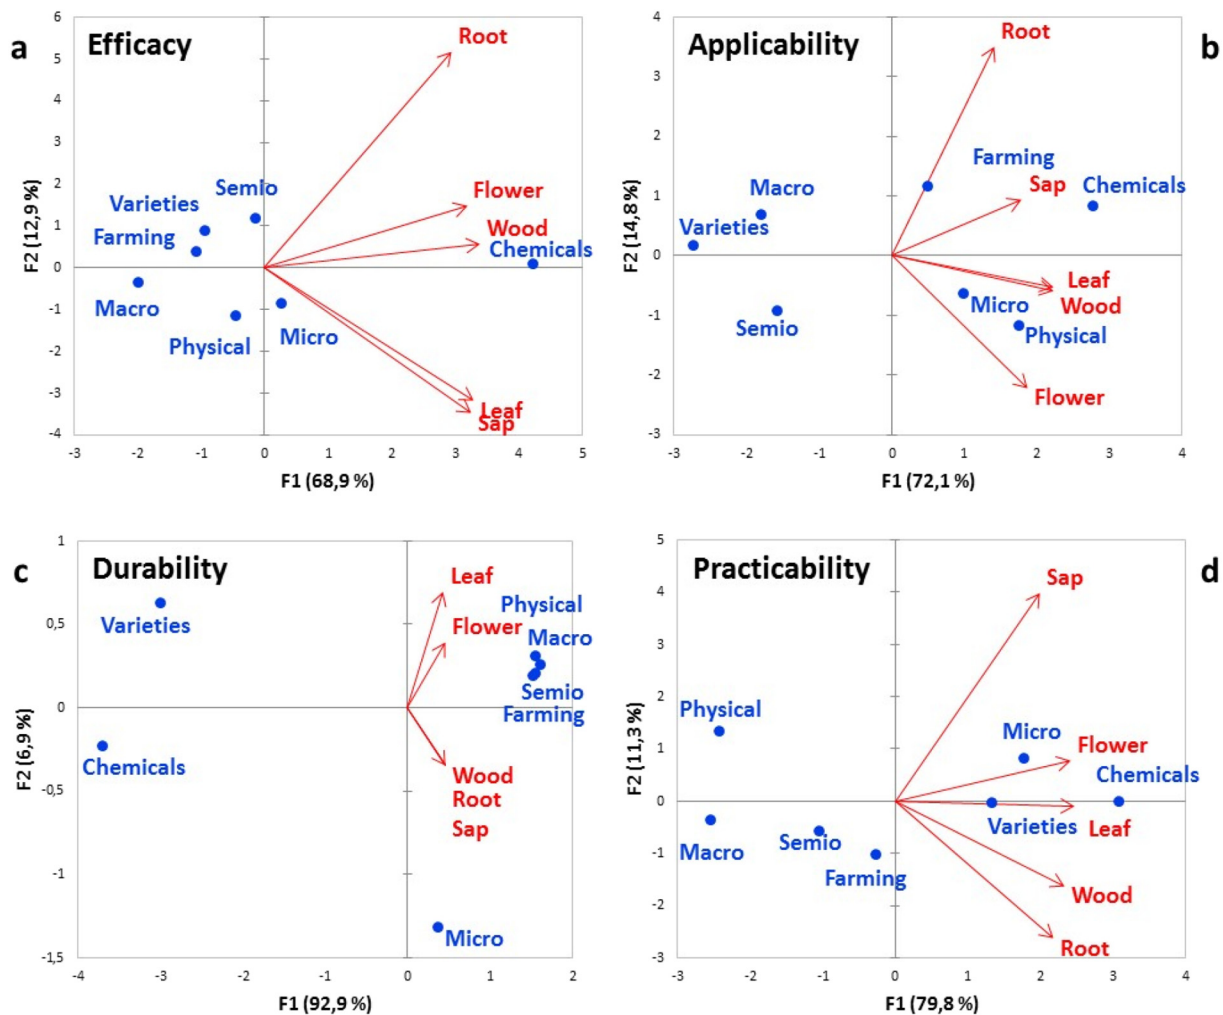 a
Efficacy
6
5
4
3
2
1
0
-1
-2
-3
-4
F2 (12,9 %)
Root
Flower
Wood
Chemicals
Semio
Varieties
Farming
Macro
Physical
Micro
Leaf
Sap
-3
-2
-1
0
1
2
3
4
5
F1 (68,9 %)
Applicability
b
4
3
2
1
0
-1
-2
-3
F2 (14,8 %)
Root
Farming
Sap
Chemicals
Macro
Varieties
Semio
Leaf
Wood
Micro
Physical
Flower
-3
-2
-1
0
1
2
3
4
F1 (72,1 %)
c
Durability
1
0,5
0
-0,5
-1
-1,5
F2 (6,9 %)
Leaf
Flower
Physical
Macro
Semio
Farming
Varieties
Chemicals
Wood
Root
Sap
Micro
-4
-3
-2
-1
0
1
2
F1 (92,9 %)
Practicability
d
5
4
3
2
1
0
-1
-2
-3
F2 (11,3 %)
Sap
Physical
Micro
Flower
Chemicals
Varieties
Leaf
Macro
Semio
Farming
Wood
Root
-3
-2
-1
0
1
2
3
4
F1 (79,8 %)